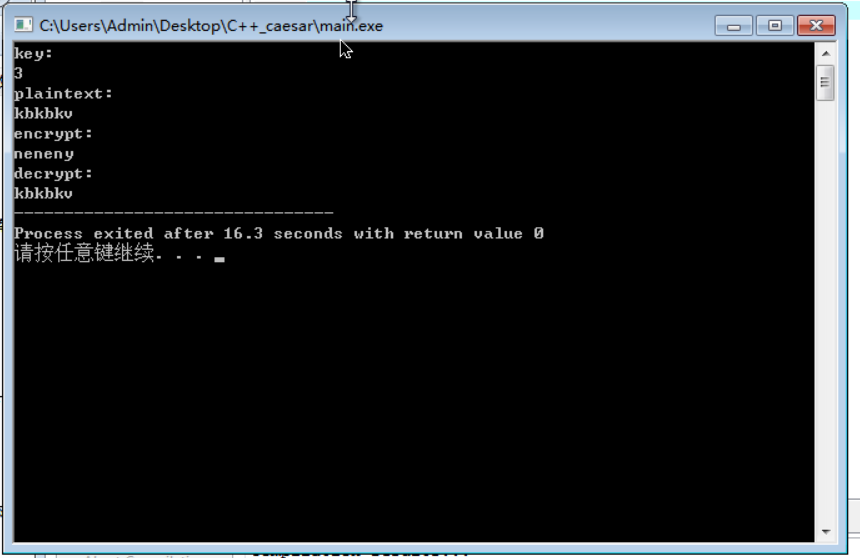 C:\Users\Admin\Desktop\C++_caesar\main.exe
key:
3
plaintext:
kbkbkv
encrypt:
neneny
decrypt:
kbkbkv
--------------------------------
Process exited after 16.3 seconds with return value 0
请按任意键继续. . .